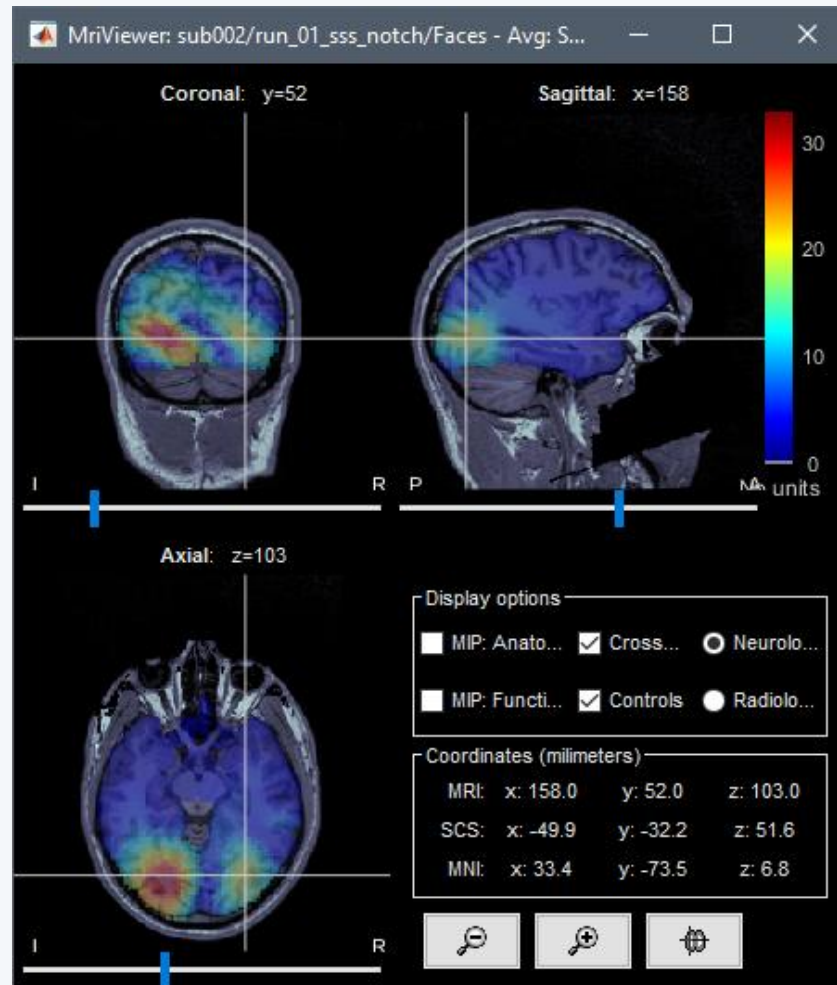 MriViewer: sub002/run_01_sss_notch/Faces - Avg: S...
Coronal: y=52
Sagittal: x=158
30
20
10
0
No units
l R
P A
Axial: z=103
l R
Display options
MIP: Anato... Cross... Neurolo...
MIP: Functi... Controls Radiolo...
Coordinates (milimeters)
MRI: x: 158.0 y: 52.0 z: 103.0
SCS: x: -49.9 y: -32.2 z: 51.6
MNI: x: 33.4 y: -73.5 z: 6.8